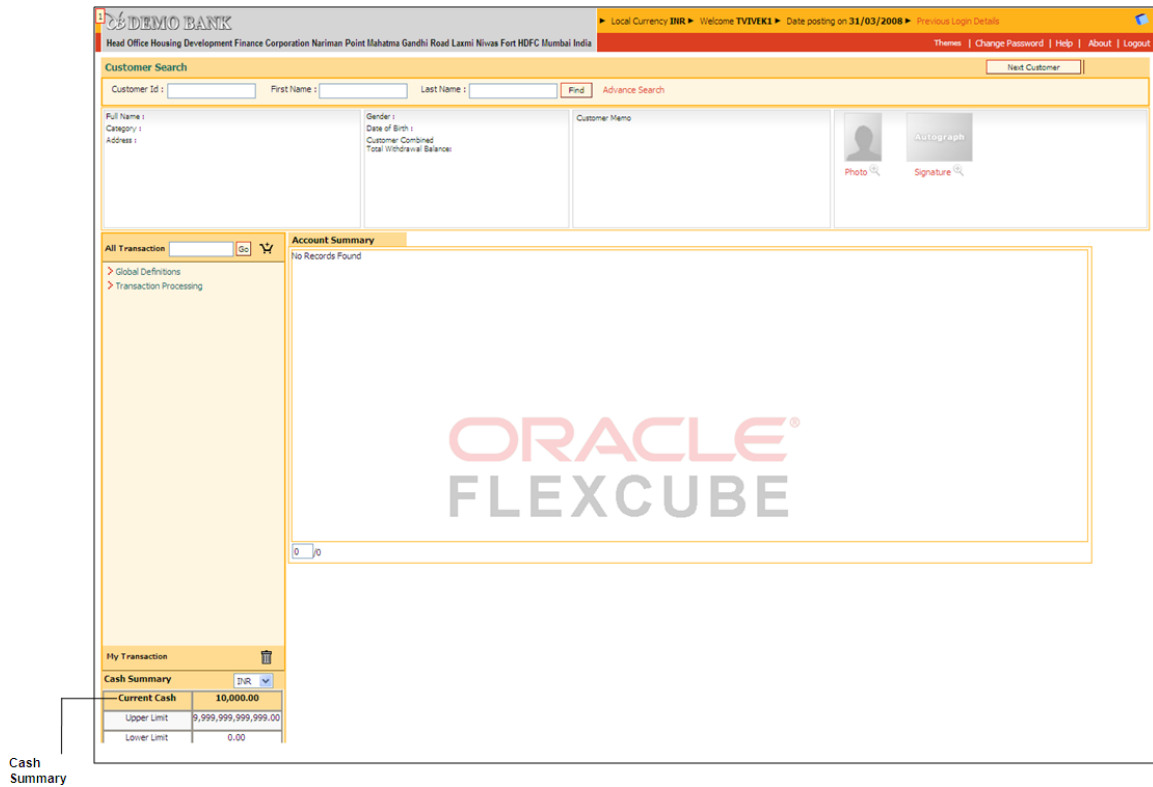 1 DEMO BANK
► Local Currency INR ► Welcome TVIVEK1 ► Date posting on 31/03/2008 ► Previous Login Details
Head Office Housing Development Finance Corporation Nariman Point Mahatma Gandhi Road Laxmi Niwas Fort HDFC Mumbai India
Themes | Change Password | Help | About | Logout
Customer Search
Next Customer
Customer Id : First Name : Last Name : Find Advance Search
Full Name :
Category :
Address :
Gender :
Date of Birth :
Customer Combined
Total Withdrawal Balance:
Customer Memo
Autograph
Photo Signature
All Transaction Go
Global Definitions
Transaction Processing
Account Summary
No Records Found
ORACLE®
FLEXCUBE
0 /0
My Transaction
Cash Summary INR
Current Cash 10,000.00
Upper Limit 9,999,999,999,999.00
Lower Limit 0.00
Cash
Summary